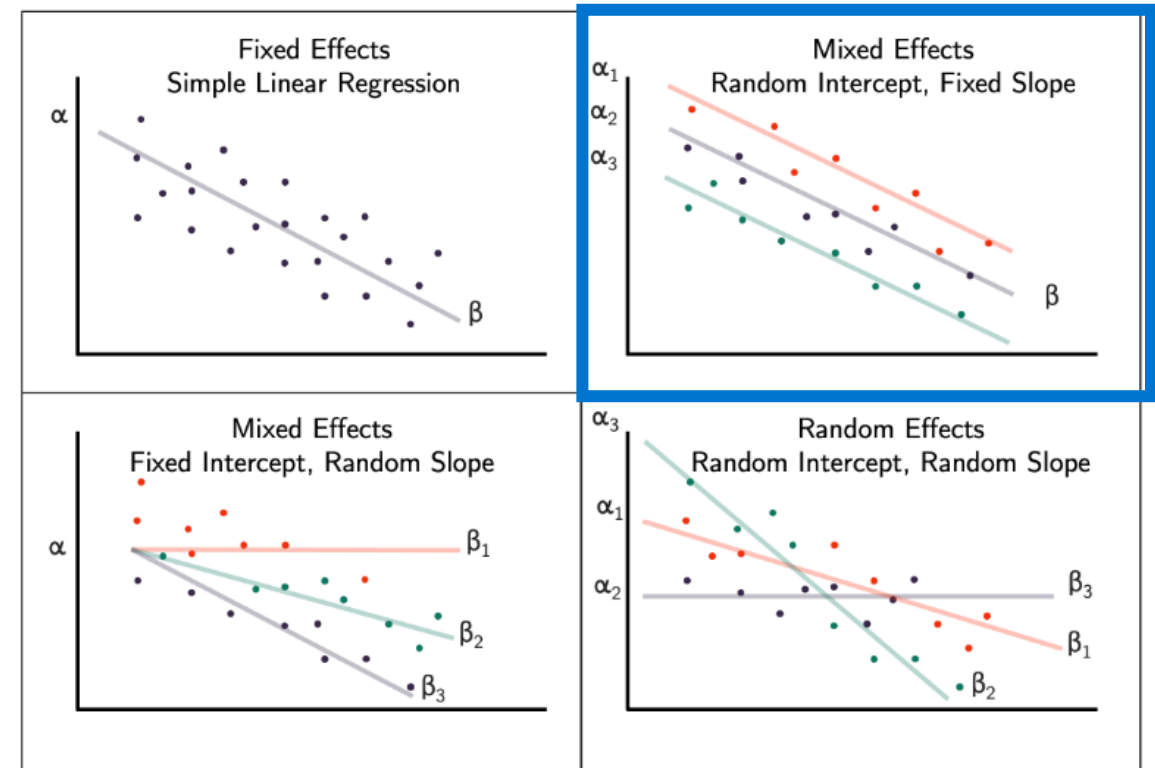 Fixed Effects
Simple Linear Regression
α
β
Mixed Effects
Random Intercept, Fixed Slope
α₁
α₂
α₃
β
Mixed Effects
Fixed Intercept, Random Slope
α
β₁
β₂
β₃
Random Effects
Random Intercept, Random Slope
α₃
α₁
α₂
β₃
β₁
β₂